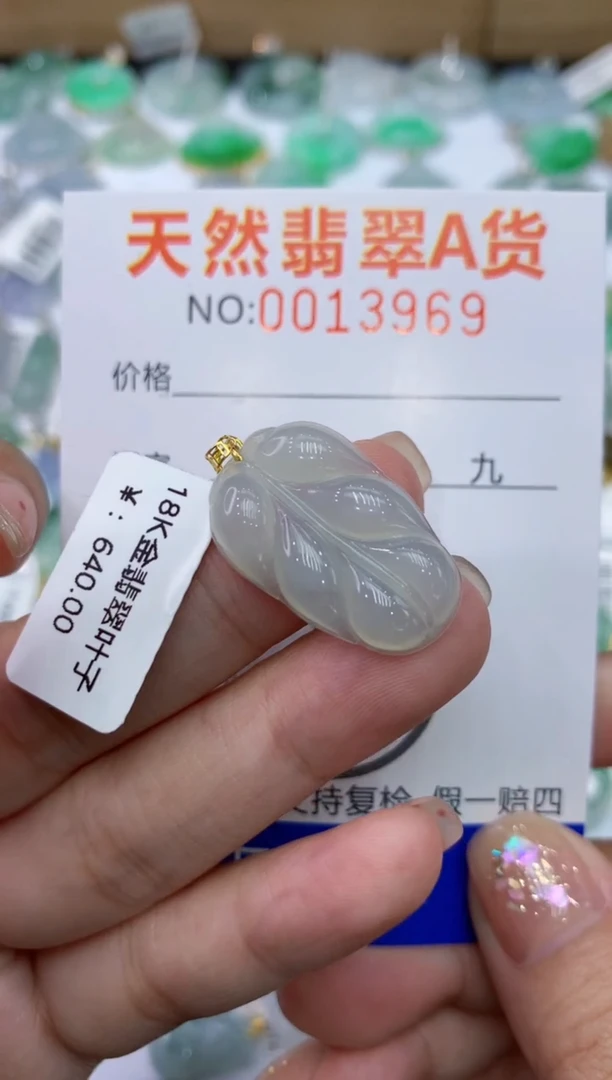 天然翡翠A货
NO:0013969
价格
九
18K金翡翠叶子
¥：640.00
持复检 假一赔四